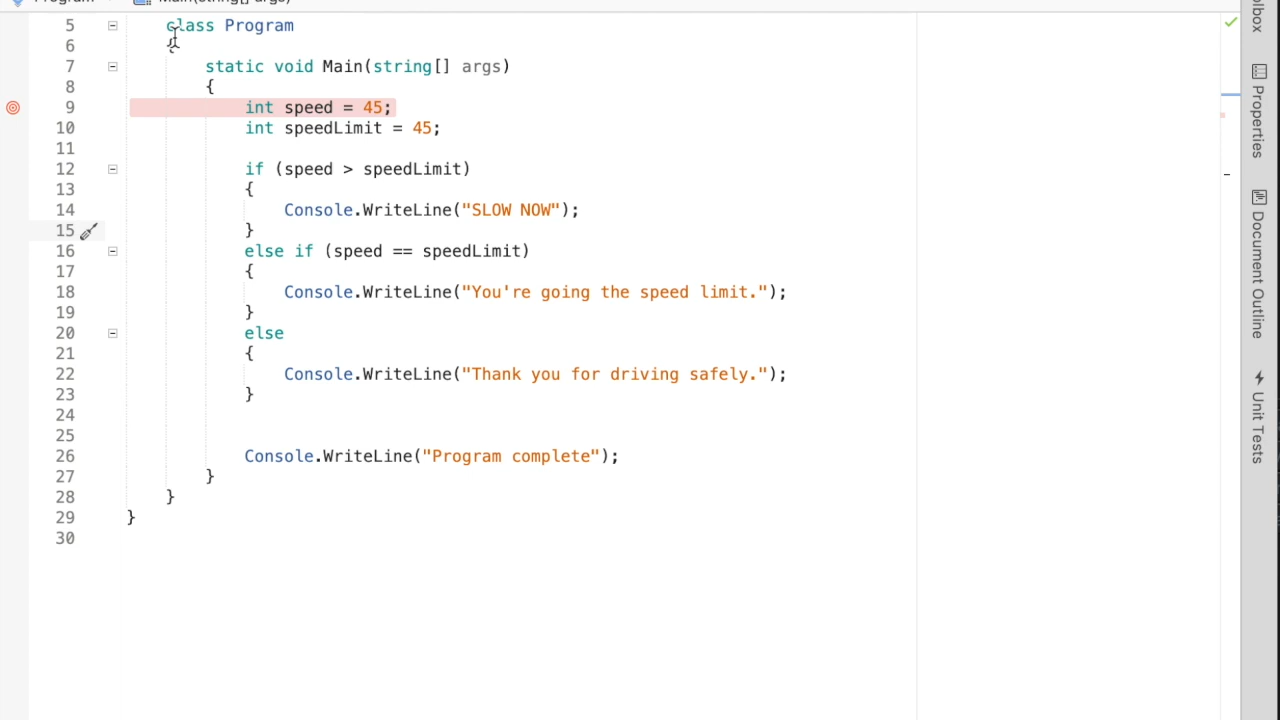 5 class Program
6 {
7 static void Main(string[] args)
8 {
9 int speed = 45;
10 int speedLimit = 45;
11
12 if (speed > speedLimit)
13 {
14 Console.WriteLine("SLOW NOW");
15 }
16 else if (speed == speedLimit)
17 {
18 Console.WriteLine("You're going the speed limit.");
19 }
20 else
21 {
22 Console.WriteLine("Thank you for driving safely.");
23 }
24
25
26 Console.WriteLine("Program complete");
27 }
28 }
29 }
30
Properties
Document Outline
Unit Tests